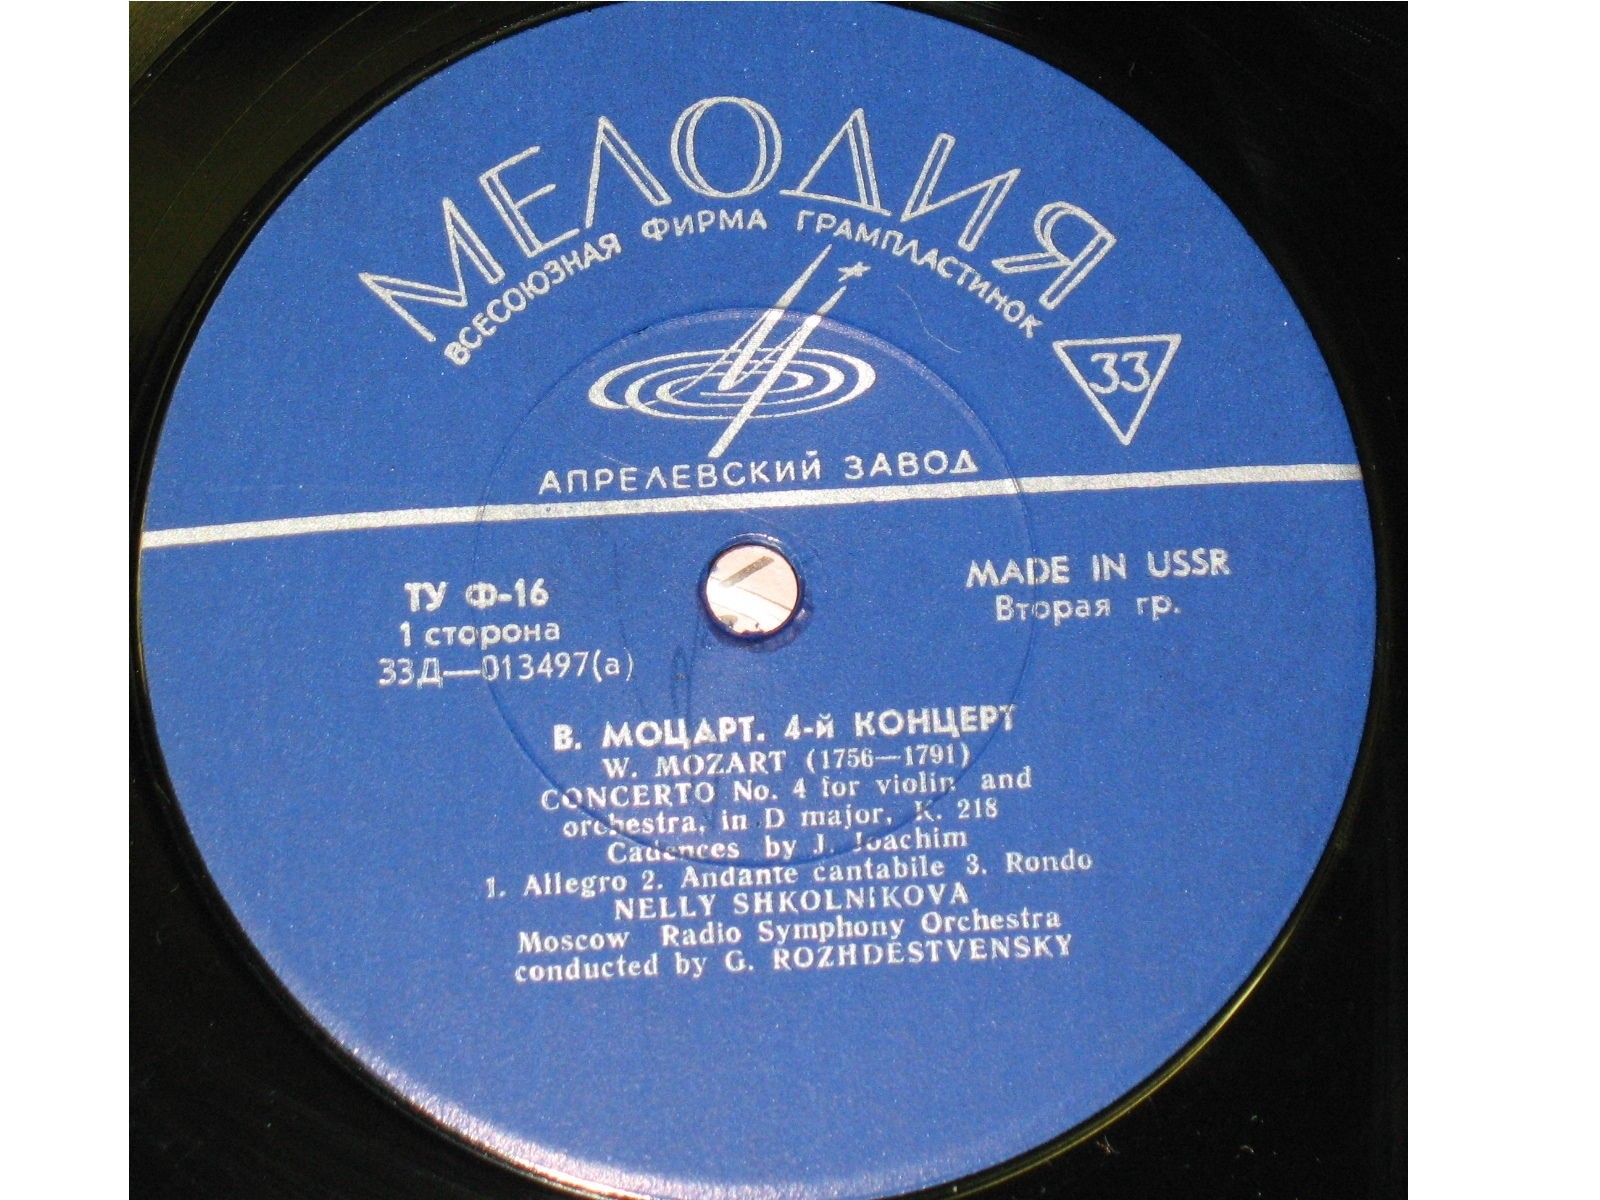 МЕЛОДИЯ
ВСЕСОЮЗНАЯ ФИРМА ГРАМПЛАСТИНОК
33
АПРЕЛЕВСКИЙ ЗАВОД
ТУ Ф-16
1 сторона
33Д—013497(а)
MADE IN USSR
Вторая гр.
В. МОЦАРТ. 4-й КОНЦЕРТ
W. MOZART (1756—1791)
CONCERTO No. 4 for violin and
orchestra, in D major, K. 218
Cadences by J. Joachim
1. Allegro 2. Andante cantabile 3. Rondo
NELLY SHKOLNIKOVA
Moscow Radio Symphony Orchestra
conducted by G. ROZHDESTVENSKY